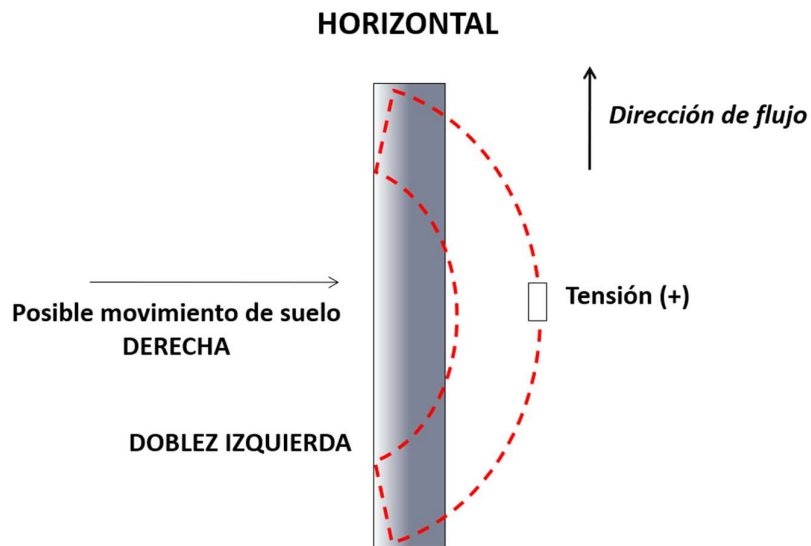 HORIZONTAL
Dirección de flujo
Tensión (+)
Posible movimiento de suelo
DERECHA
DOBLEZ IZQUIERDA